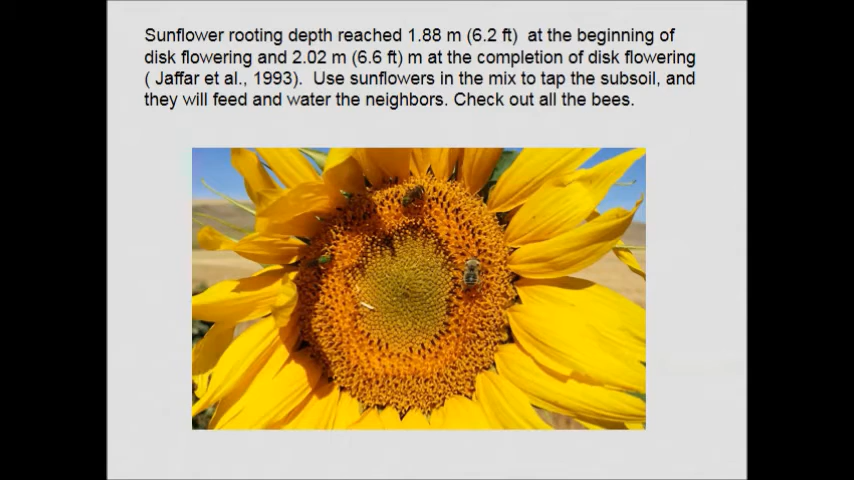 Sunflower rooting depth reached 1.88 m (6.2 ft)  at the beginning of
disk flowering and 2.02 m (6.6 ft) m at the completion of disk flowering
( Jaffar et al., 1993).  Use sunflowers in the mix to tap the subsoil, and
they will feed and water the neighbors. Check out all the bees.